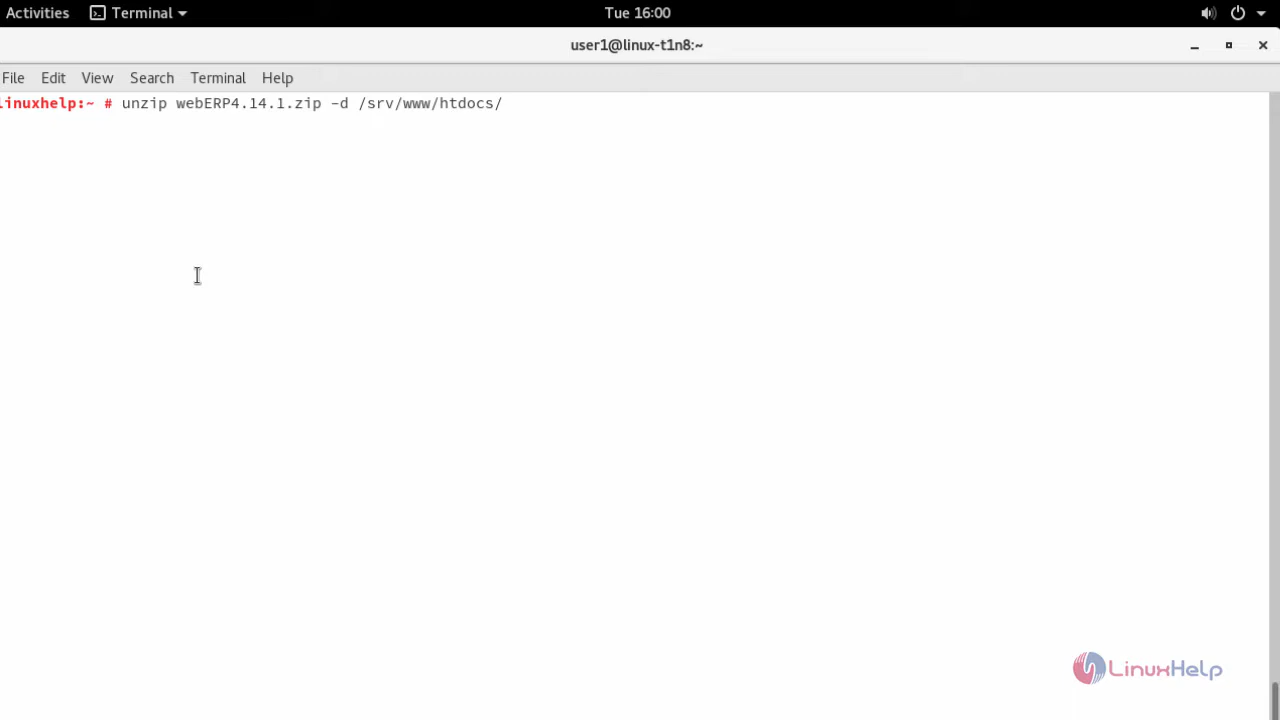 Activities Terminal Tue 16:00
user1@linux-t1n8:~
File Edit View Search Terminal Help
linuxhelp:~ # unzip webERP4.14.1.zip -d /srv/www/htdocs/
LinuxHelp